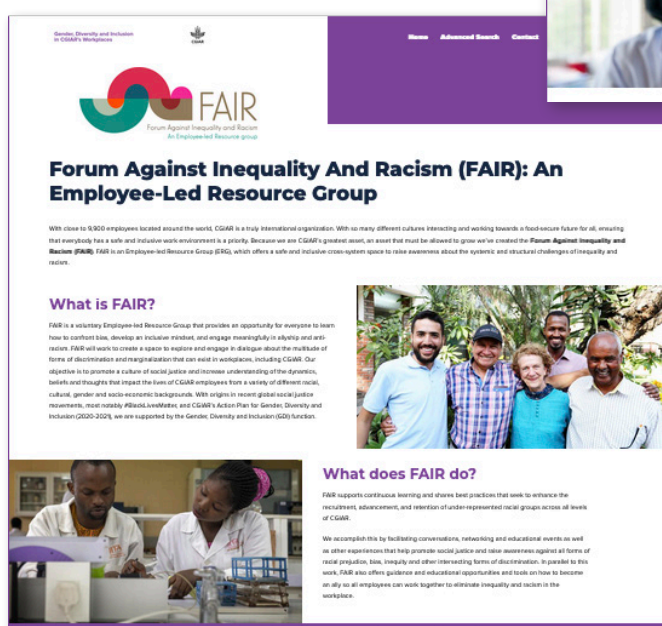 Gender, Diversity and Inclusion
in CGIAR's Workplaces
CGIAR
Home Advanced Search Contact
FAIR
Forum Against Inequality and Racism
An Employee-Led Resource group
Forum Against Inequality And Racism (FAIR): An
Employee-Led Resource Group
With close to 9,900 employees located around the world, CGIAR is a truly international organization. With so many different cultures interacting and working towards a food-secure future for all, ensuring
that everybody has a safe and inclusive work environment is a priority. Because we are CGIAR's greatest asset, an asset that must be allowed to grow we've created the Forum Against Inequality and
Racism (FAIR). FAIR is an Employee-led Resource Group (ERG), which offers a safe and inclusive cross-system space to raise awareness about the systemic and structural challenges of inequality and
racism.
What is FAIR?
FAIR is a voluntary Employee-led Resource Group that provides an opportunity for everyone to learn
how to confront bias, develop an inclusive mindset, and engage meaningfully in allyship and anti-
racism. FAIR will work to create a space to explore and engage in dialogue about the multitude of
forms of discrimination and marginalization that can exist in workplaces, including CGIAR. Our
objective is to promote a culture of social justice and increase understanding of the dynamics,
beliefs and thoughts that impact the lives of CGIAR employees from a variety of different racial,
cultural, gender and socio-economic backgrounds. With origins in recent global social justice
movements, most notably #BlackLivesMatter, and CGIAR's Action Plan for Gender, Diversity and
Inclusion (2020-2021), we are supported by the Gender, Diversity and Inclusion (GDI) function.
What does FAIR do?
FAIR supports continuous learning and shares best practices that seek to enhance the
recruitment, advancement, and retention of under-represented racial groups across all levels
of CGIAR.
We accomplish this by facilitating conversations, networking and educational events as well
as other experiences that help promote social justice and raise awareness against all forms of
racial prejudice, bias, inequity and other intersecting forms of discrimination. In parallel to this
work, FAIR also offers guidance and educational opportunities and tools on how to become
an ally so all employees can work together to eliminate inequality and racism in the
workplace.